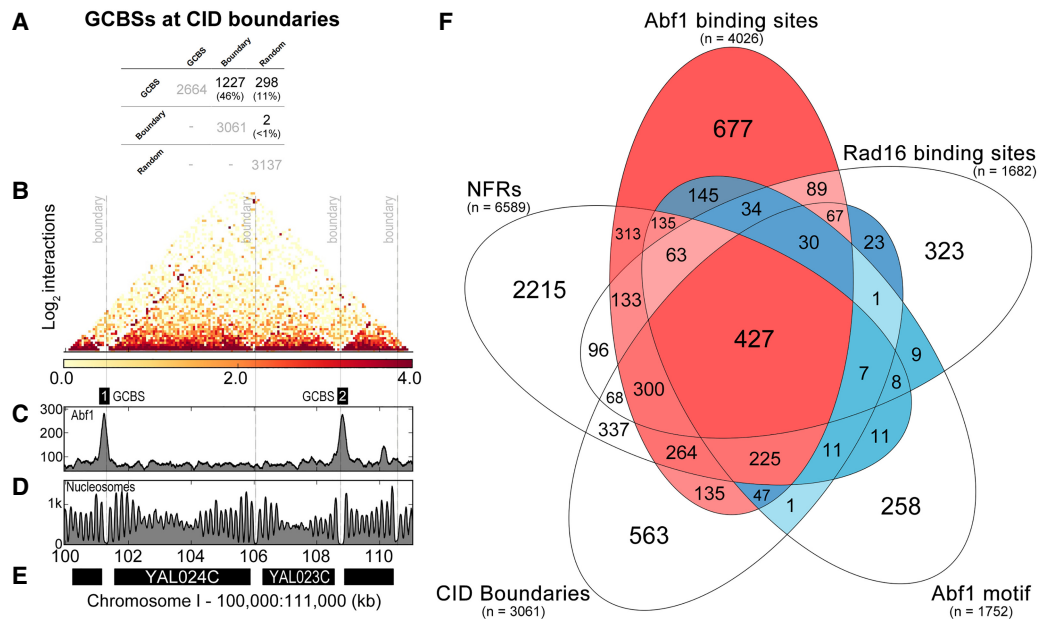 A
GCBSs at CID boundaries
GCBS
Boundary
Random
GCBS
2664
1227
298
(46%)
(11%)
Boundary
-
3061
2
(<1%)
Random
-
-
3137
B
boundary
boundary
boundary
boundary
Log2 interactions
0.0
2.0
4.0
1
GCBS
GCBS
2
C
Abf1
300
200
100
D
Nucleosomes
1k
0
100
102
104
106
108
110
E
YAL024C
YAL023C
Chromosome I - 100,000:111,000 (kb)
F
Abf1 binding sites
(n = 4026)
Rad16 binding sites
(n = 1682)
NFRs
(n = 6589)
677
145
89
34
67
313
135
30
23
323
63
2215
133
1
427
96
9
7
8
68
300
337
11
11
264
225
135
47
1
258
563
CID Boundaries
(n = 3061)
Abf1 motif
(n = 1752)